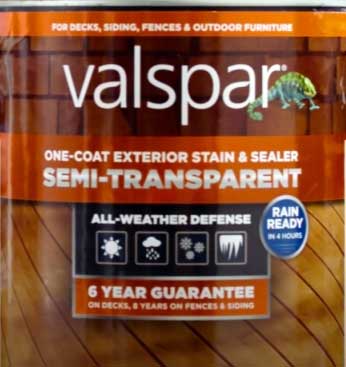 FOR DECKS, SIDING, FENCES & OUTDOOR FURNITURE
valspar®
ONE-COAT EXTERIOR STAIN & SEALER
SEMI-TRANSPARENT
ALL-WEATHER DEFENSE
RAIN
READY
IN 4 HOURS
6 YEAR GUARANTEE
ON DECKS, 8 YEARS ON FENCES & SIDING